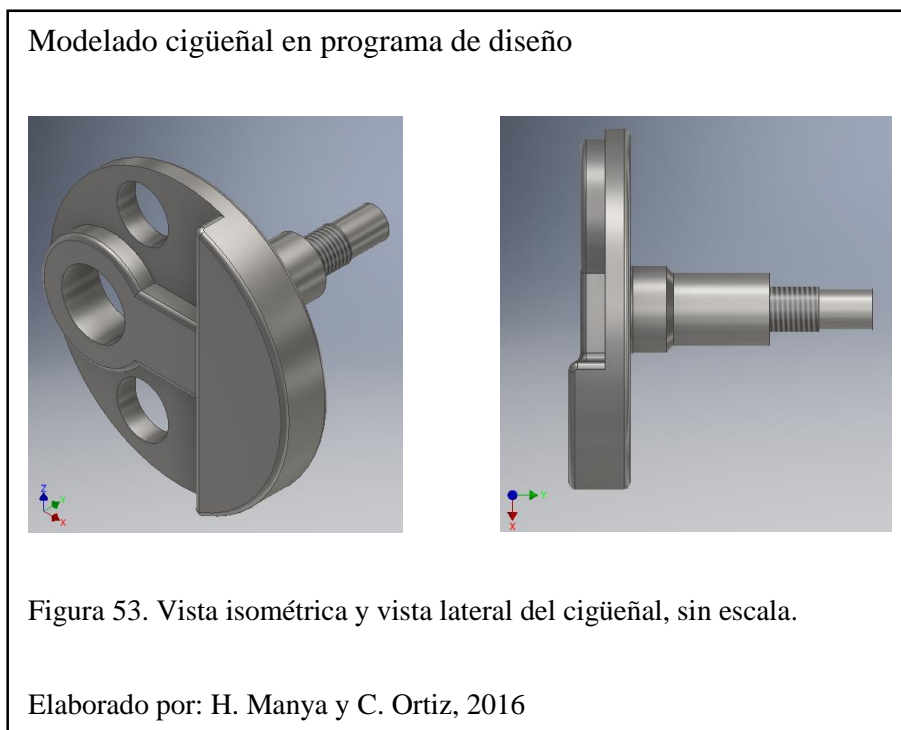 Modelado cigüeñal en programa de diseño
Z
Y
X
Y
X
Figura 53. Vista isométrica y vista lateral del cigüeñal, sin escala.
Elaborado por: H. Manya y C. Ortiz, 2016